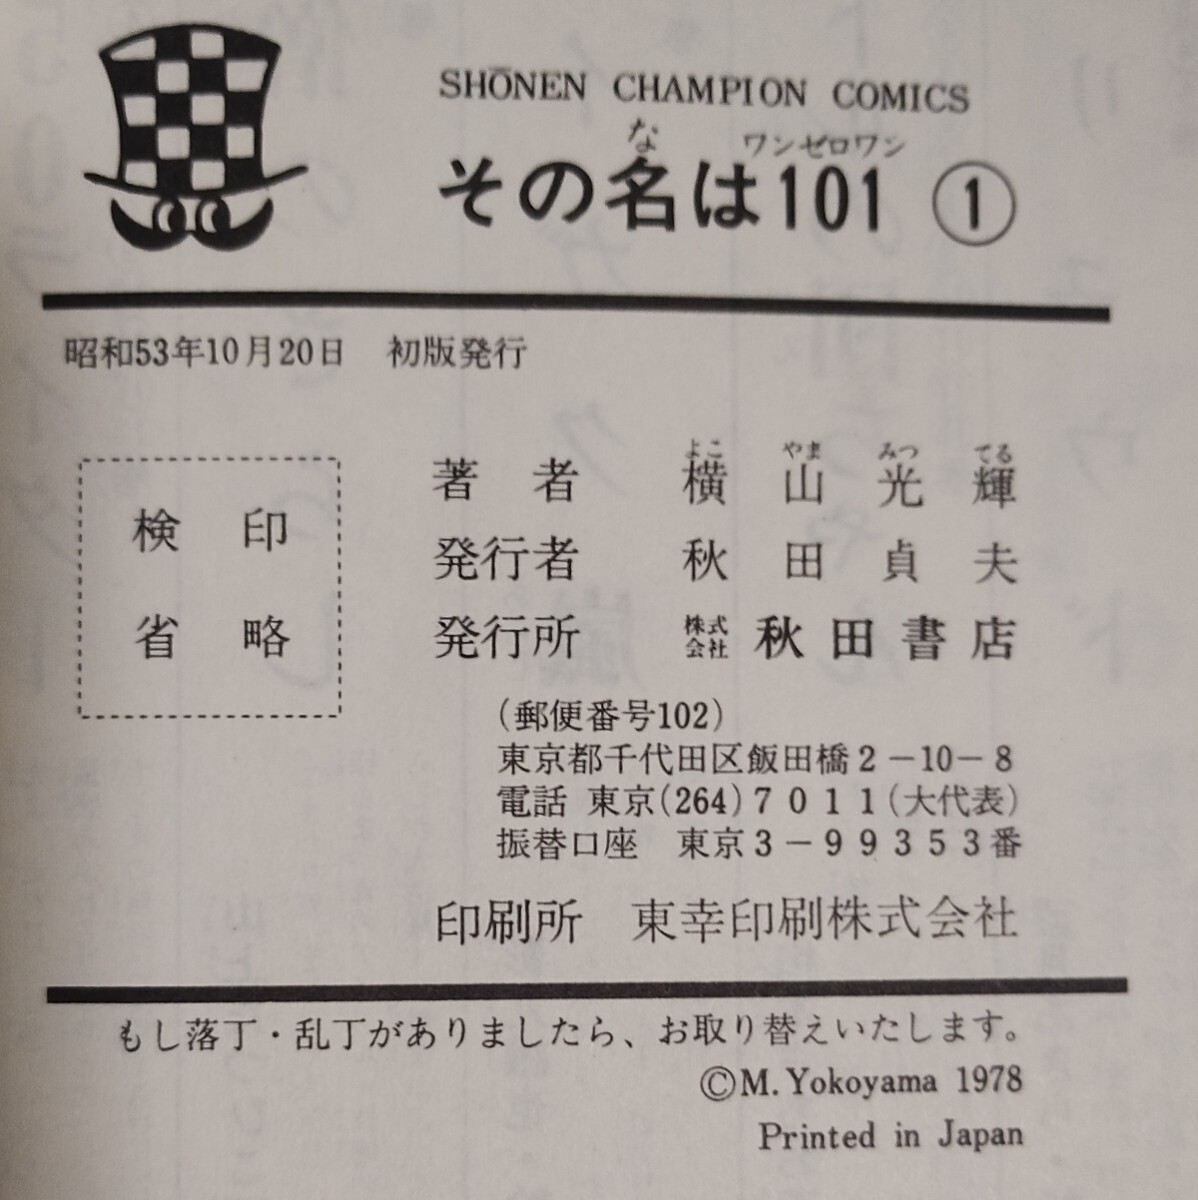 SHŌNEN CHAMPION COMICS
な ワンゼロワン
その名は101 ①
昭和53年10月20日 初版発行
検印
省略
よこ やま みつ てる
著者 横山光輝
発行者 秋田貞夫
発行所 株式会社 秋田書店
(郵便番号102)
東京都千代田区飯田橋2-10-8
電話 東京(264)7011(大代表)
振替口座 東京3-99353番
印刷所 東幸印刷株式会社
もし落丁・乱丁がありましたら、お取り替えいたします。
©M. Yokoyama 1978
Printed in Japan